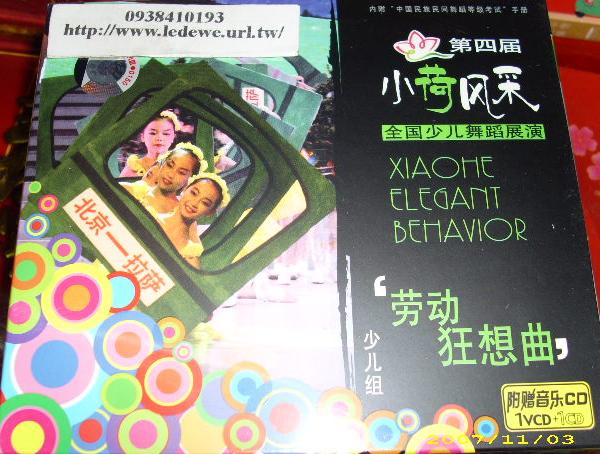 0938410193
http://www.ledewe.url.tw/
内附"中国民族民间舞蹈等级考试"手册
第四届
小荷风采
全国少儿舞蹈展演
XIAOHE
ELEGANT
BEHAVIOR
北京—拉萨
少儿组
‘劳动
狂想曲’
附赠音乐CD
1VCD+1CD
2007/11/03